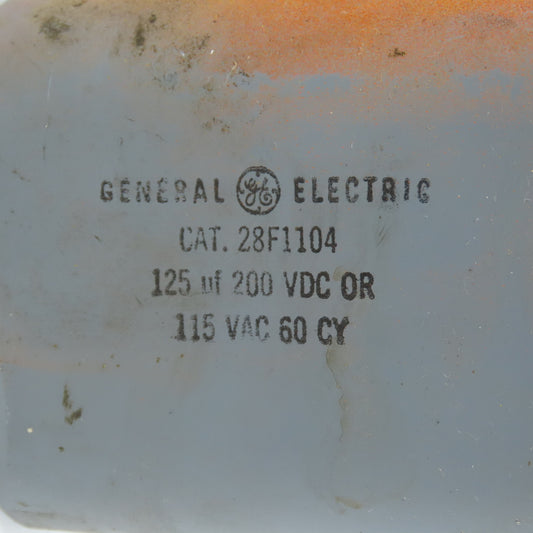 GENERAL GE ELECTRIC
CAT. 28F1104
125 uf 200 VDC OR
115 VAC 60 CY